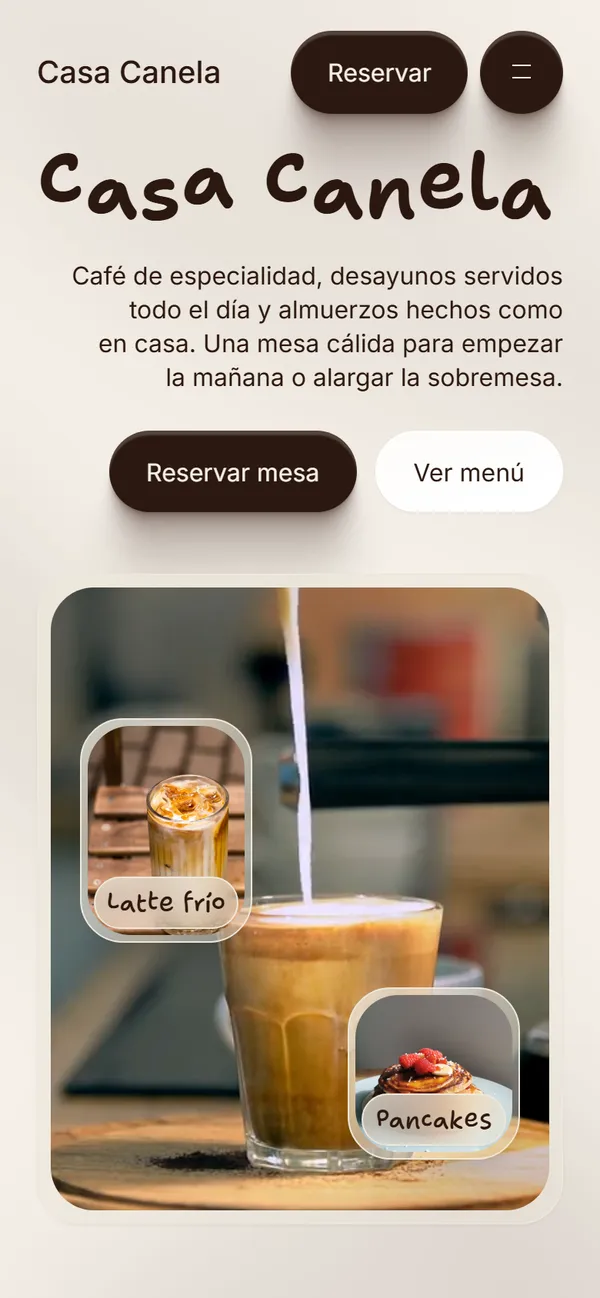 Casa Canela
Reservar
Casa Canela
Café de especialidad, desayunos servidos
todo el día y almuerzos hechos como
en casa. Una mesa cálida para empezar
la mañana o alargar la sobremesa.
Reservar mesa
Ver menú
Latte frío
Pancakes